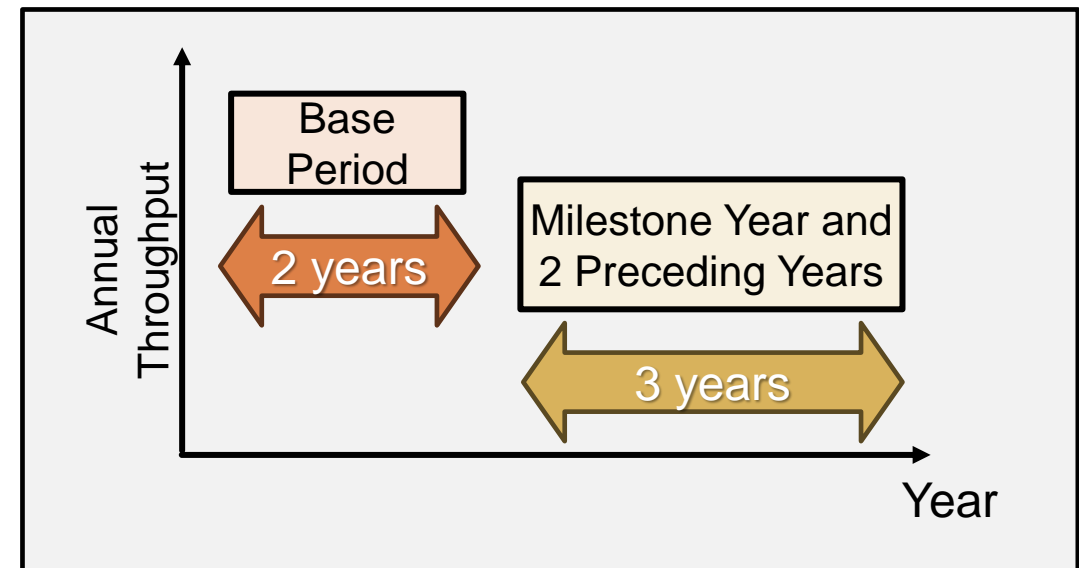 Annual
Throughput
Base
Period
2 years
Milestone Year and
2 Preceding Years
3 years
Year